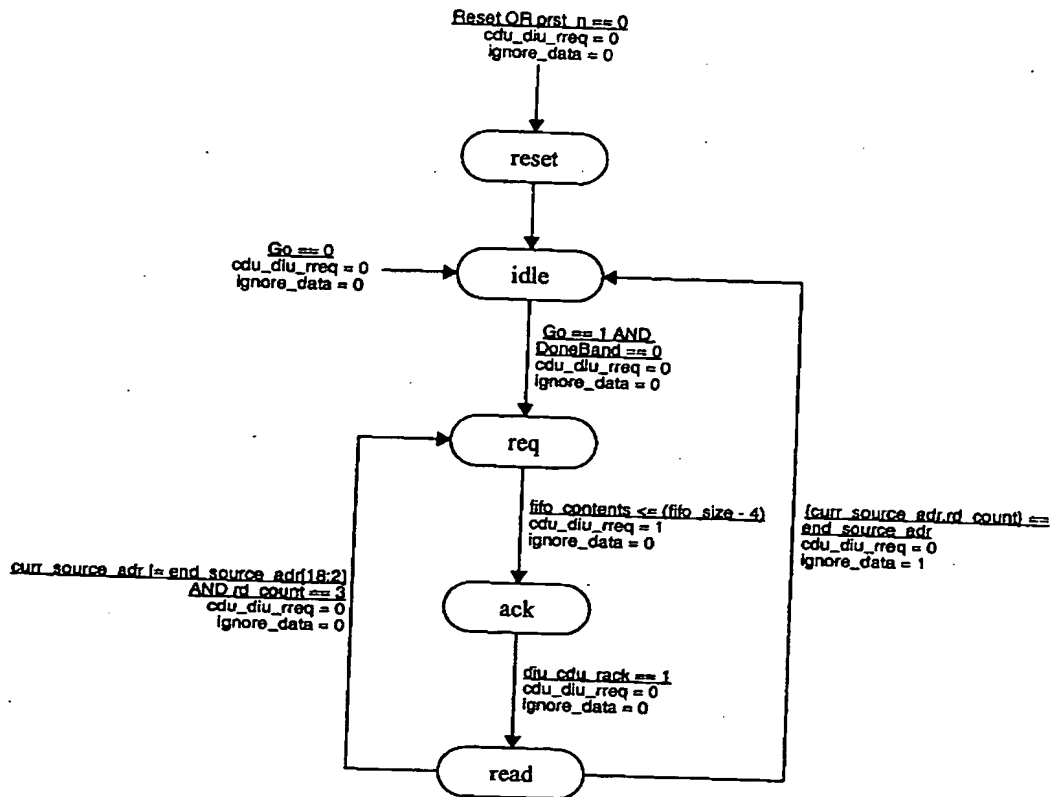 Reset OR prst_n == 0
cdu_diu_rreq = 0
ignore_data = 0
reset
Go == 0
cdu_diu_rreq = 0
ignore_data = 0
idle
Go == 1 AND
DoneBand == 0
cdu_diu_rreq = 0
ignore_data = 0
req
fifo_contents <= (fifo_size - 4)
cdu_diu_rreq = 1
ignore_data = 0
{curr_source_adr,rd_count} ==
end_source_adr
cdu_diu_rreq = 0
ignore_data = 1
curr_source_adr != end_source_adr[18:2]
AND rd_count == 3
cdu_diu_rreq = 0
ignore_data = 0
ack
diu_cdu_rack == 1
cdu_diu_rreq = 0
ignore_data = 0
read